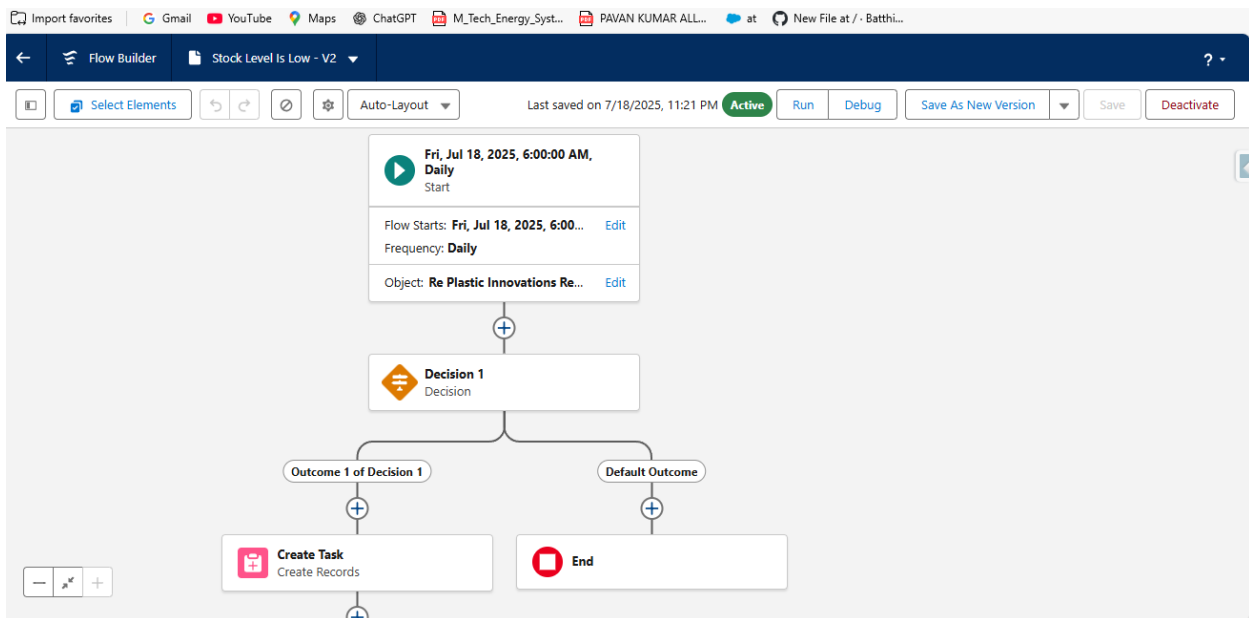 Import favorites Gmail YouTube Maps ChatGPT M_Tech_Energy_Syst... PAVAN KUMAR ALL... at New File at / · Batthi...
Flow Builder Stock Level Is Low - V2 ?
Select Elements Auto-Layout Last saved on 7/18/2025, 11:21 PM Active Run Debug Save As New Version Save Deactivate
Fri, Jul 18, 2025, 6:00:00 AM,
Daily
Start
Flow Starts: Fri, Jul 18, 2025, 6:00... Edit
Frequency: Daily
Object: Re Plastic Innovations Re... Edit
Decision 1
Decision
Outcome 1 of Decision 1 Default Outcome
Create Task
Create Records
End